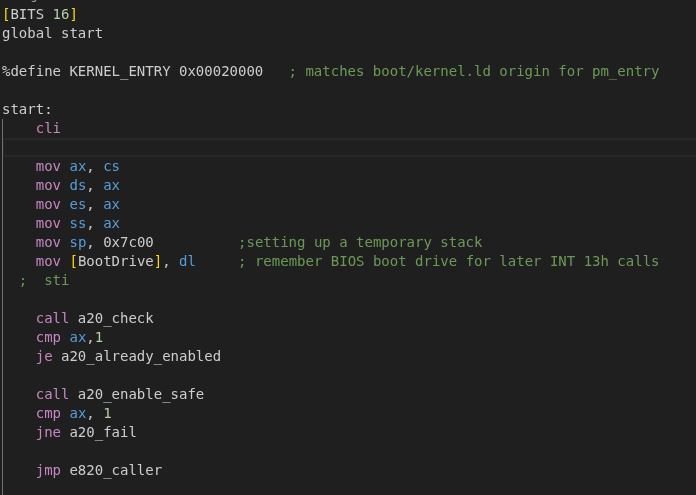 [BITS 16]
global start
%define KERNEL_ENTRY 0x00020000   ; matches boot/kernel.ld origin for pm_entry
start:
    cli
    mov ax, cs
    mov ds, ax
    mov es, ax
    mov ss, ax
    mov sp, 0x7c00          ;setting up a temporary stack
    mov [BootDrive], dl     ; remember BIOS boot drive for later INT 13h calls
  ;  sti
    call a20_check
    cmp ax,1
    je a20_already_enabled
    call a20_enable_safe
    cmp ax, 1
    jne a20_fail
    jmp e820_caller